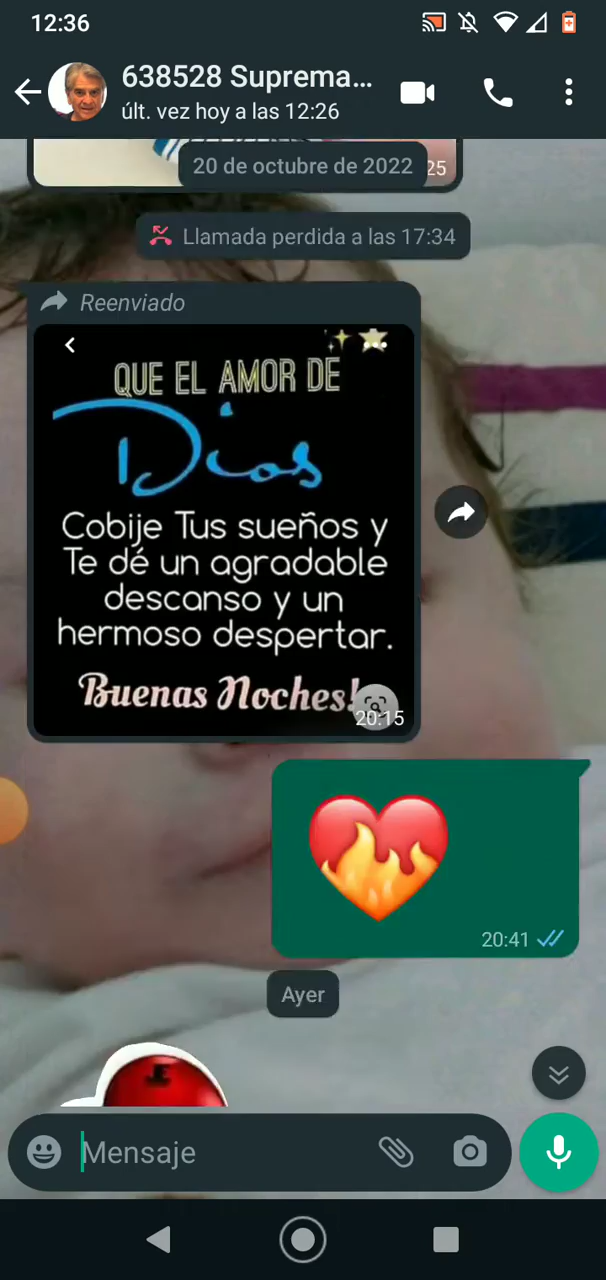 12:36
638528 Suprema...
últ. vez hoy a las 12:26
20 de octubre de 2022
25
Llamada perdida a las 17:34
Reenviado
QUE EL AMOR DE
Dios
Cobije Tus sueños y
Te dé un agradable
descanso y un
hermoso despertar.
Buenas Noches!
20:15
20:41
Ayer
Mensaje